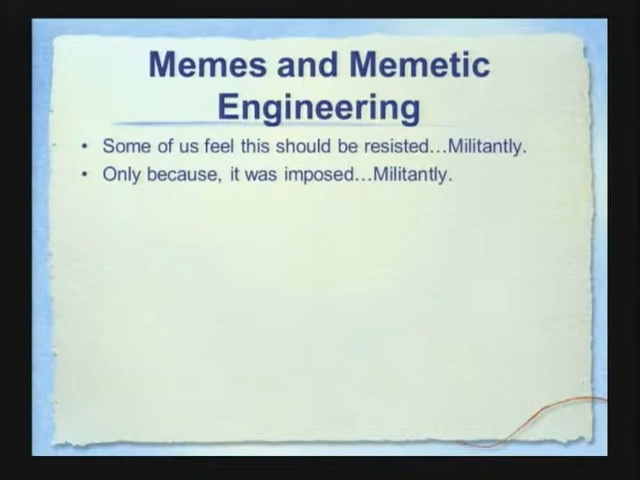 Memes and Memetic
Engineering
• Some of us feel this should be resisted…Militantly.
• Only because, it was imposed…Militantly.